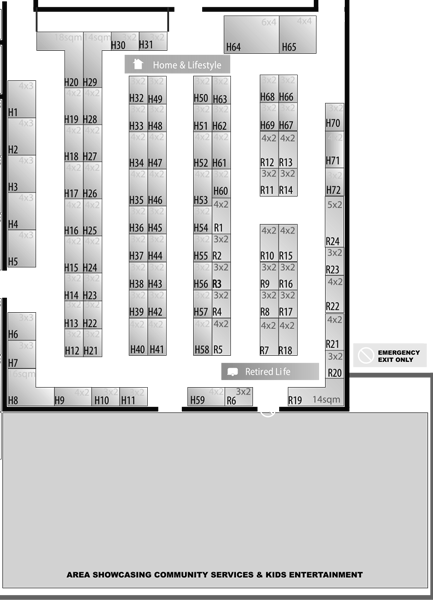 6x4 4x4
H30 H31 H64 H65
Home & Lifestyle
H20 H29 H32 H49 H50 H63 H68 H66
H1 H19 H28 H33 H48 H51 H62 H69 H67 H70
4x2 4x2
H2 H18 H27 H34 H47 H52 H61 R12 R13 H71
3x2 3x2
H3 H17 H26 H35 H46 H53 H60 R11 R14 H72
4x2 5x2
H4 H16 H25 H36 H45 H54 R1
4x2 4x2
R24
3x2 3x2
H5 H15 H24 H37 H44 H55 R2 R10 R15 R23
3x2 3x2 3x2 4x2
H14 H23 H38 H43 H56 R3 R9 R16
3x2 3x2 3x2
H6 H13 H22 H39 H42 H57 R4 R8 R17 R22
4x2 4x2 4x2 4x2
H7 H12 H21 H40 H41 H58 R5 R7 R18 R21
3x2
Retired Life R20
EMERGENCY
EXIT ONLY
3x2
H8 H9 H10 H11 H59 R6 R19 14sqm
AREA SHOWCASING COMMUNITY SERVICES & KIDS ENTERTAINMENT